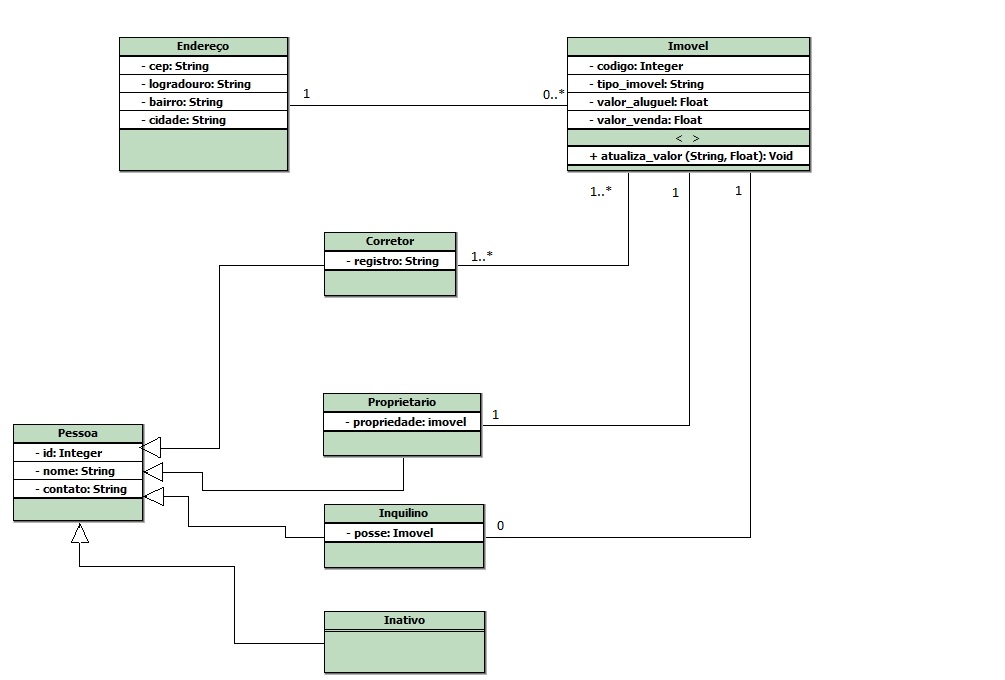 Endereço
- cep: String
- logradouro: String
- bairro: String
- cidade: String
1
0..*
Imovel
- codigo: Integer
- tipo_imovel: String
- valor_aluguel: Float
- valor_venda: Float
< >
+ atualiza_valor (String, Float): Void
1..*
1
1
Corretor
- registro: String
1..*
Proprietario
- propriedade: imovel
1
Pessoa
- id: Integer
- nome: String
- contato: String
Inquilino
- posse: Imovel
0
Inativo